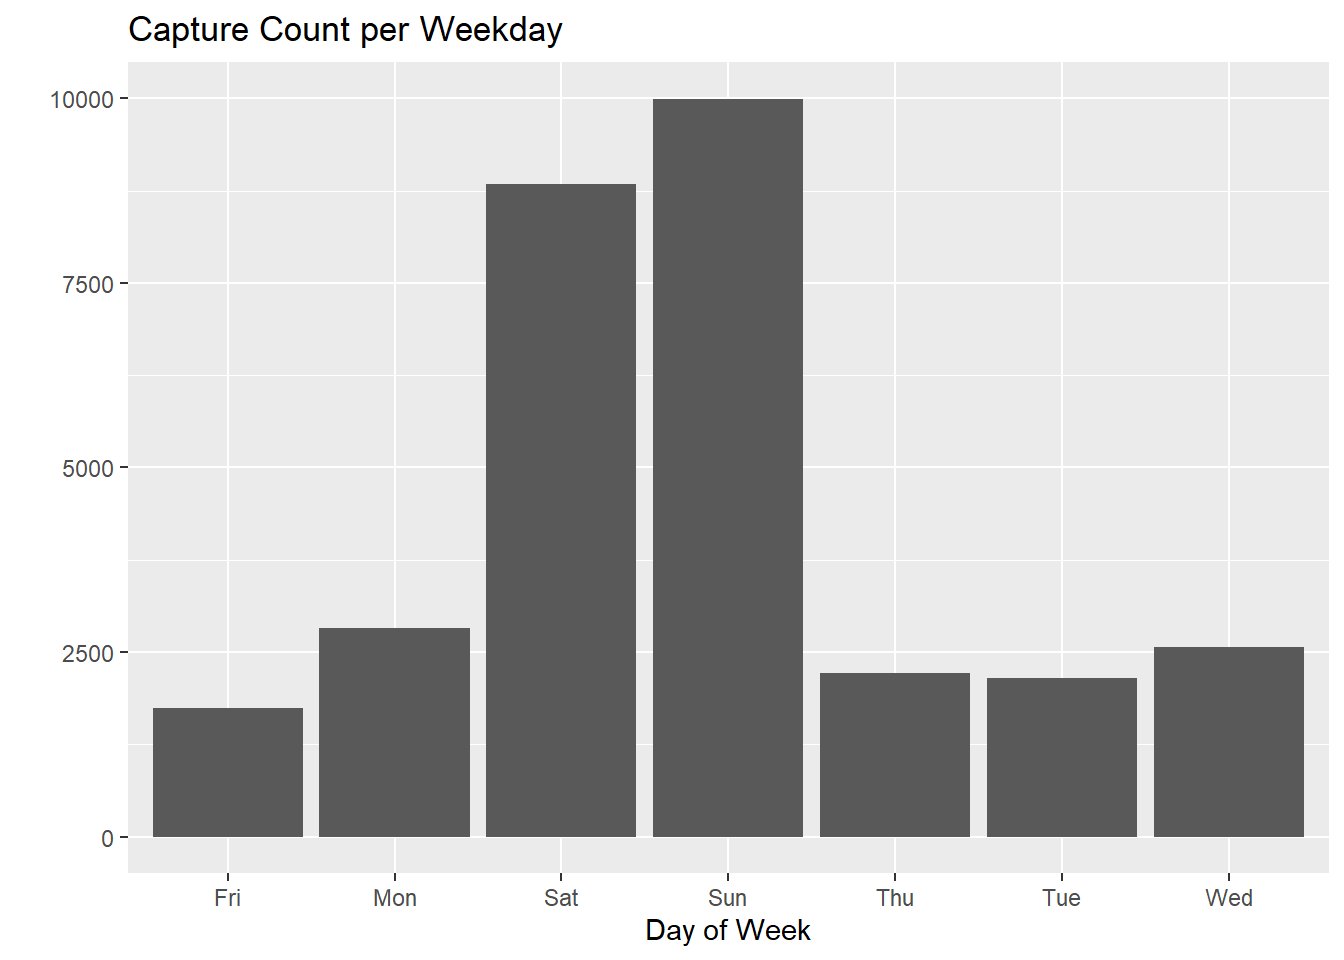 Capture Count per Weekday
10000
7500
5000
2500
0
Fri Mon Sat Sun Thu Tue Wed
Day of Week